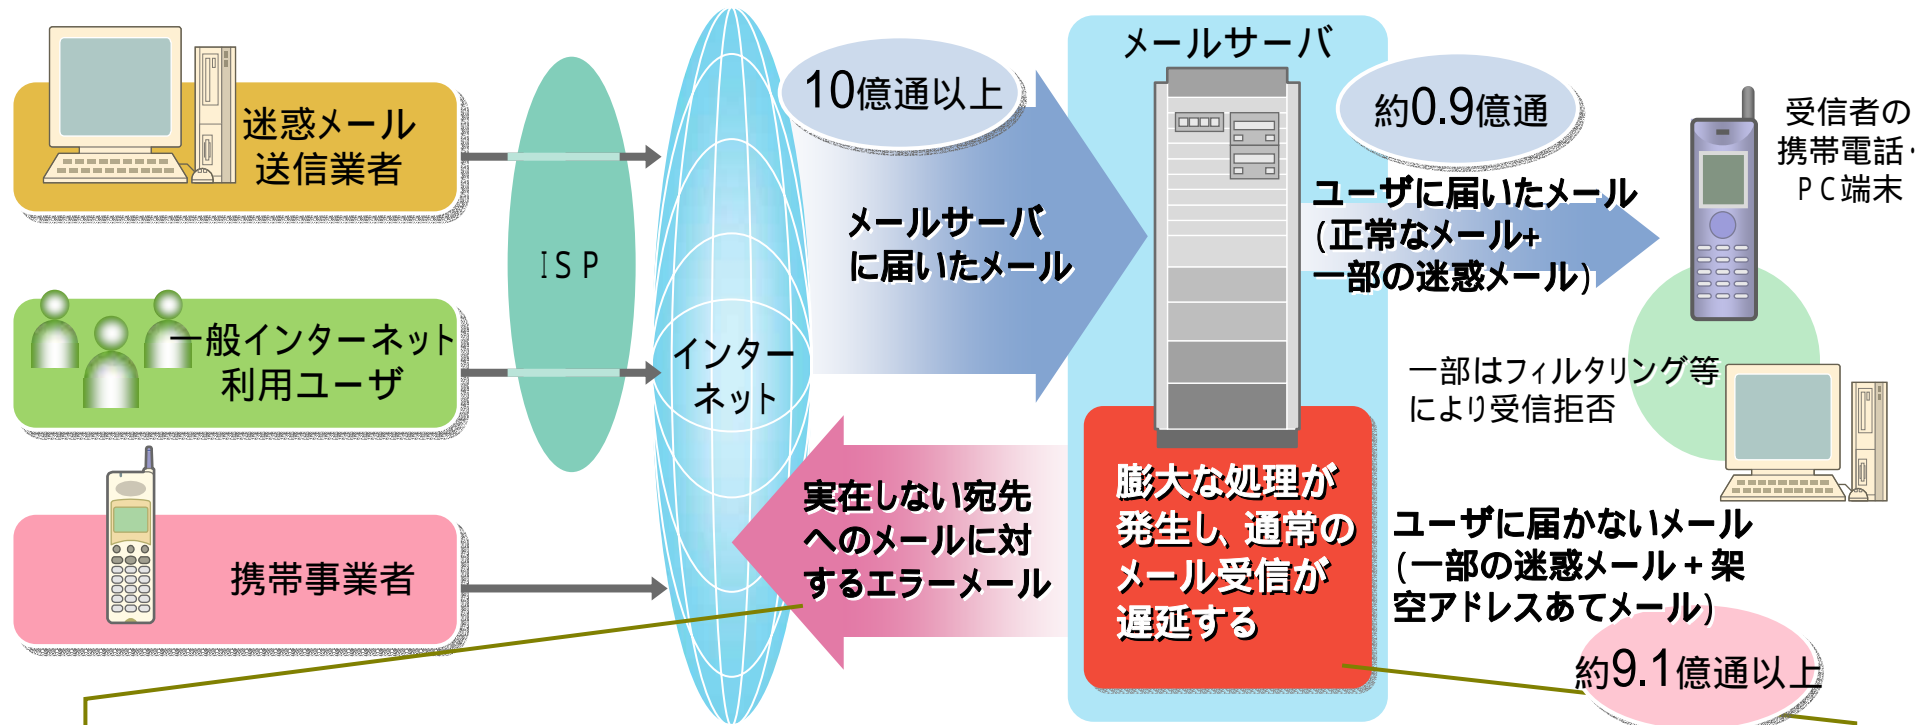 迷惑メール
送信業者
一般インターネット
利用ユーザ
携帯事業者
ISP
インター
ネット
10億通以上
メールサーバ
に届いたメール
実在しない宛先
へのメールに対
するエラーメール
メールサーバ
膨大な処理が
発生し、通常の
メール受信が
遅延する
約0.9億通
ユーザに届いたメール
(正常なメール+
一部の迷惑メール)
受信者の
携帯電話・
PC端末
一部はフィルタリング等
により受信拒否
ユーザに届かないメール
(一部の迷惑メール+架
空アドレスあてメール)
約9.1億通以上